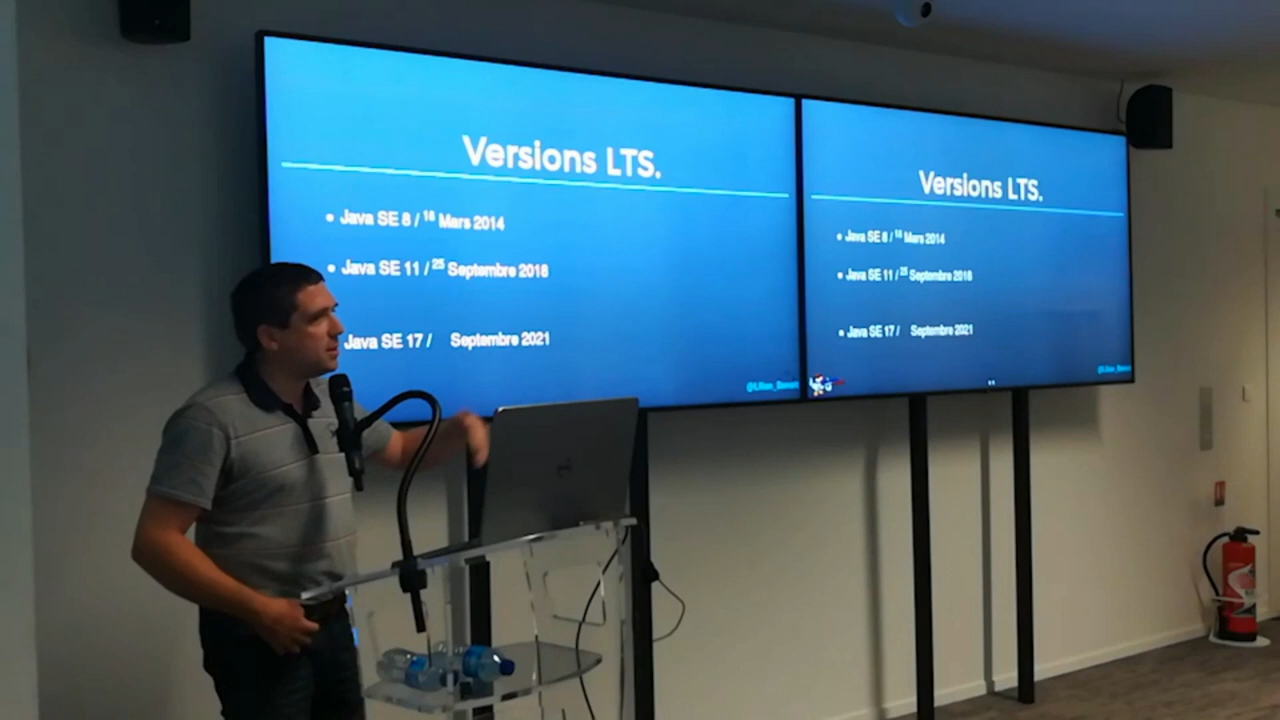 Versions LTS.
Java SE 8 / 18 Mars 2014
Java SE 11 / 25 Septembre 2018
Java SE 17 / Septembre 2021
Versions LTS.
Java SE 8 / 18 Mars 2014
Java SE 11 / 25 Septembre 2018
Java SE 17 / Septembre 2021